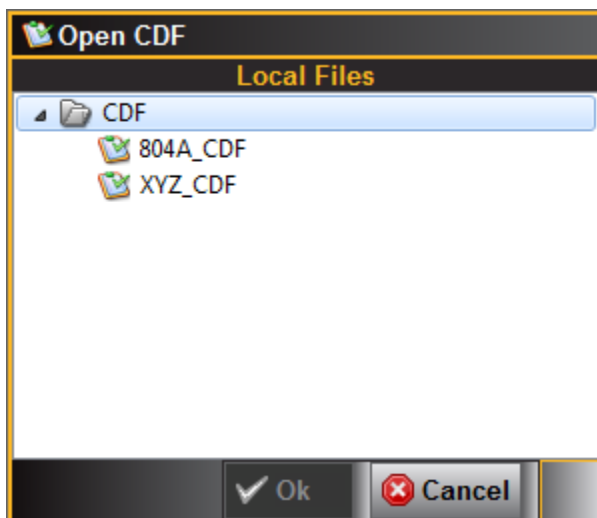 Open CDF
Local Files
CDF
804A_CDF
XYZ_CDF
Ok Cancel